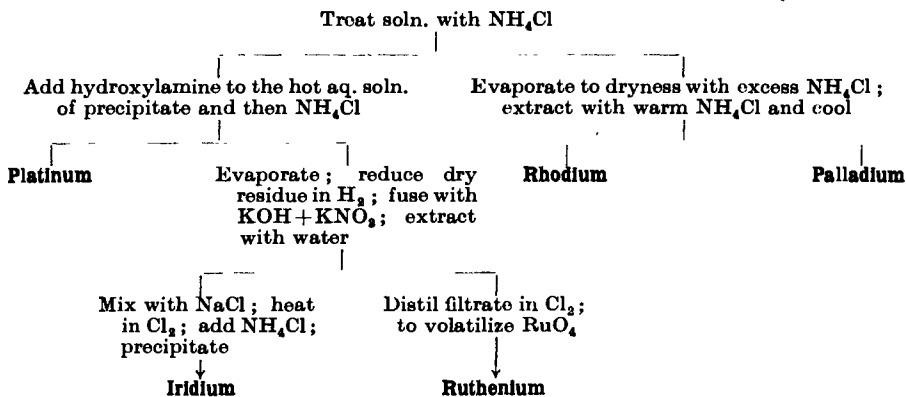 Treat soln. with NH₄Cl
Add hydroxylamine to the hot aq. soln.
of precipitate and then NH₄Cl
Evaporate to dryness with excess NH₄Cl ;
extract with warm NH₄Cl and cool
Platinum
Evaporate ; reduce dry
residue in H₂ ; fuse with
KOH+KNO₃ ; extract
with water
Rhodium
Palladium
Mix with NaCl ; heat
in Cl₂ ; add NH₄Cl ;
precipitate
Distil filtrate in Cl₂ ;
to volatilize RuO₄
Iridium
Ruthenium